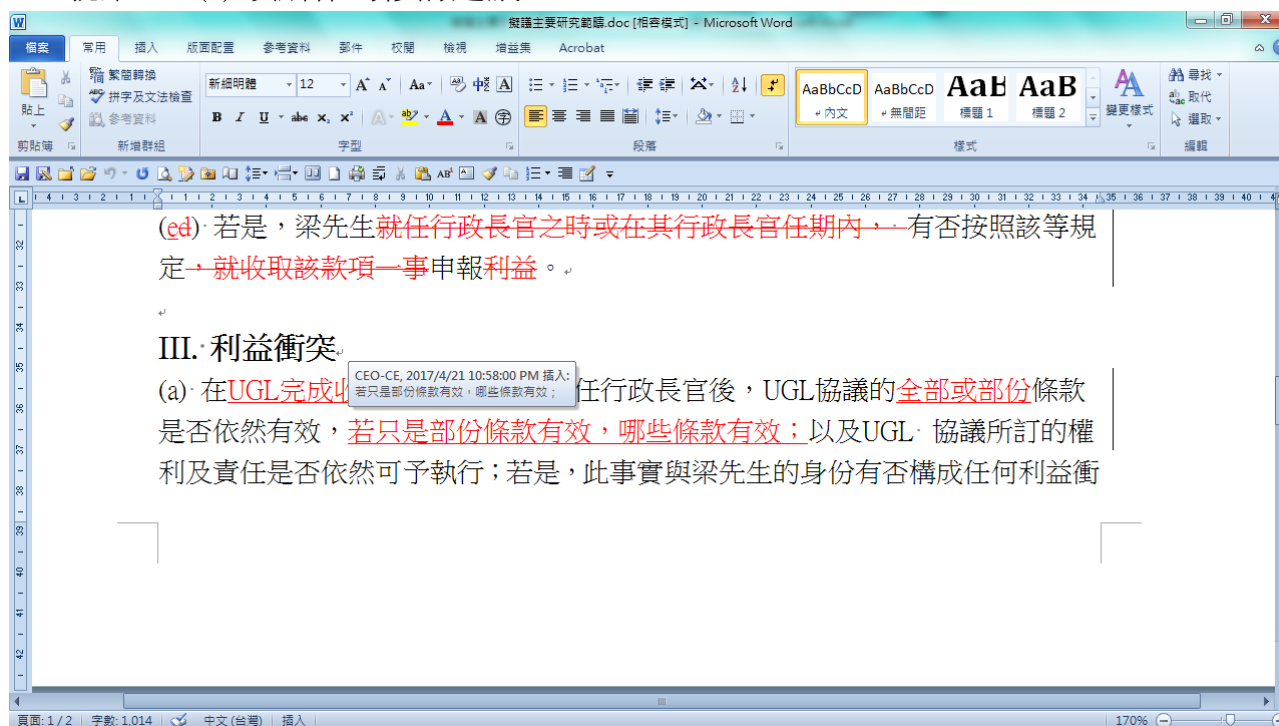 擬議主要研究範疇.doc [相容模式] - Microsoft Word
檔案 常用 插入 版面配置 參考資料 郵件 校閱 檢視 增益集 Acrobat
貼上
繁簡轉換
拼字及文法檢查
參考資料
新細明體 12
AaBbCcD AaBbCcD AaB AaB
內文 無間距 標題 1 標題 2
變更樣式
尋找
取代
選取
剪貼簿 新增群組 字型 段落 樣式 編輯
(ed) 若是，梁先生就任行政長官之時或在其行政長官任期內，有否按照該等規
定，就收取該款項一事申報利益。
III. 利益衝突
CEO-CE, 2017/4/21 10:58:00 PM 插入:
若只是部份條款有效，哪些條款有效；
(a) 在UGL完成 任行政長官後，UGL協議的全部或部份條款
是否依然有效，若只是部份條款有效，哪些條款有效；以及UGL 協議所訂的權
利及責任是否依然可予執行；若是，此事實與梁先生的身份有否構成任何利益衝
頁面: 1 / 2 字數: 1,014 中文 (台灣) 插入 170%